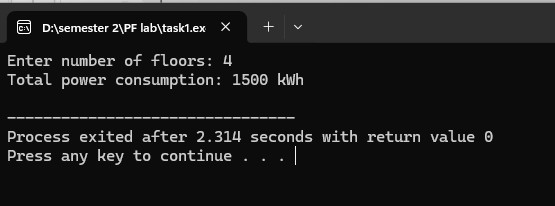 D:\semester 2\PF lab\task1.ex
Enter number of floors: 4
Total power consumption: 1500 kWh
--------------------------------
Process exited after 2.314 seconds with return value 0
Press any key to continue . . .